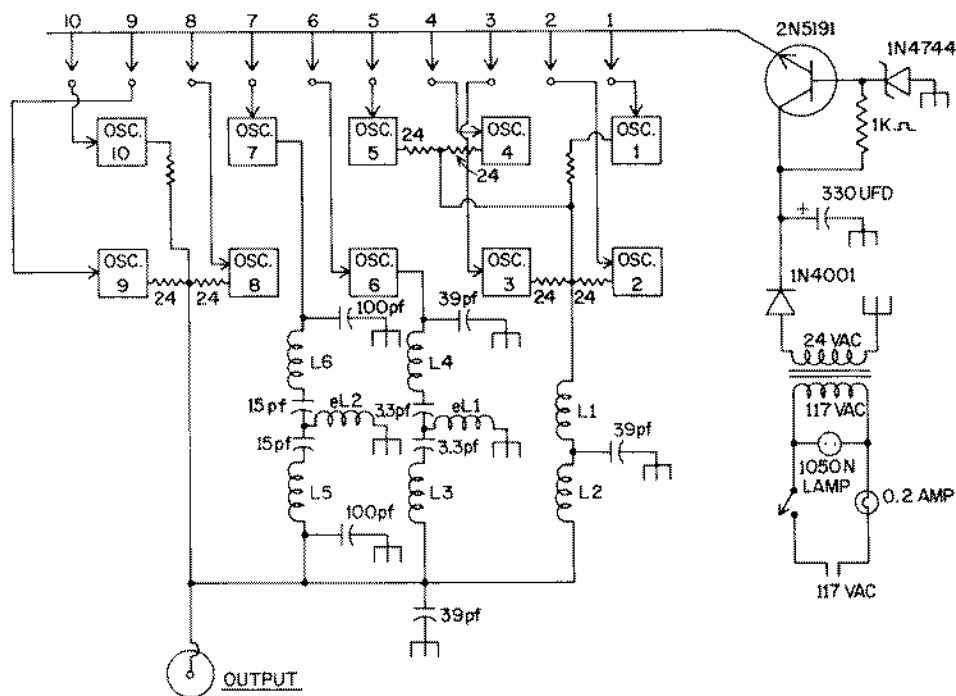 10 9 8 7 6 5 4 3 2 1
2N5191
1N4744
1K
330 UFD
+
OSC. 10
OSC. 7
OSC. 5
24
OSC. 4
24
OSC. 1
OSC. 9
24
24
OSC. 8
OSC. 6
OSC. 3
24
24
OSC. 2
1N4001
100pf
39pf
L6
L4
24 VAC
15pf
eL2
3.3pf
eL1
L1
117 VAC
15pf
3.3pf
39pf
1050N
LAMP
L5
L3
L2
0.2 AMP
100pf
117 VAC
39pf
OUTPUT